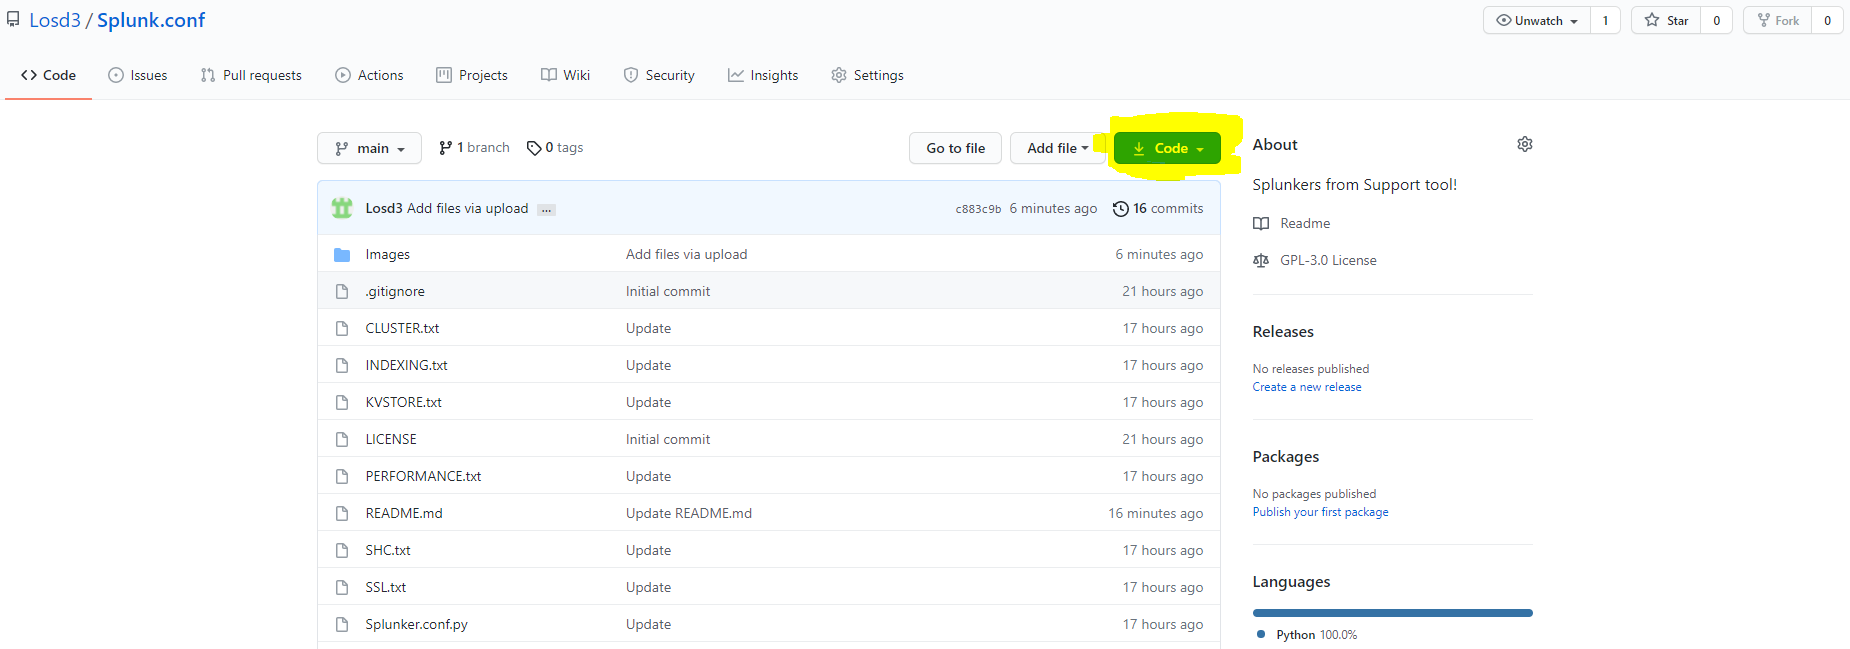 Losd3 / Splunk.conf
Unwatch 1 Star 0 Fork 0
Code Issues Pull requests Actions Projects Wiki Security Insights Settings
main 1 branch 0 tags Go to file Add file Code
Losd3 Add files via upload ... c883c9b 6 minutes ago 16 commits
Images Add files via upload 6 minutes ago
.gitignore Initial commit 21 hours ago
CLUSTER.txt Update 17 hours ago
INDEXING.txt Update 17 hours ago
KVSTORE.txt Update 17 hours ago
LICENSE Initial commit 21 hours ago
PERFORMANCE.txt Update 17 hours ago
README.md Update README.md 16 minutes ago
SHC.txt Update 17 hours ago
SSL.txt Update 17 hours ago
Splunker.conf.py Update 17 hours ago
About
Splunkers from Support tool!
Readme
GPL-3.0 License
Releases
No releases published
Create a new release
Packages
No packages published
Publish your first package
Languages
Python 100.0%